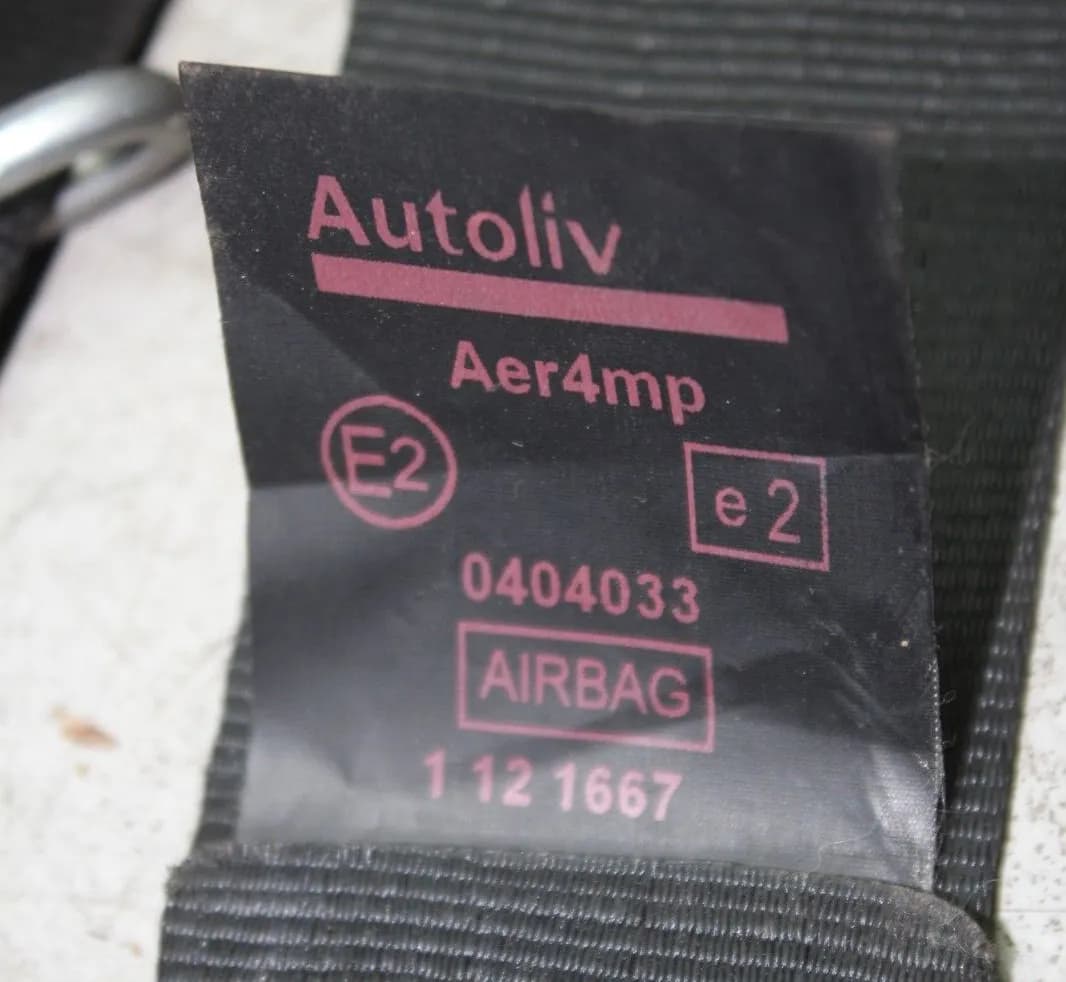 Autoliv
Aer4mp
E2
e 2
0404033
AIRBAG
1 12 1667